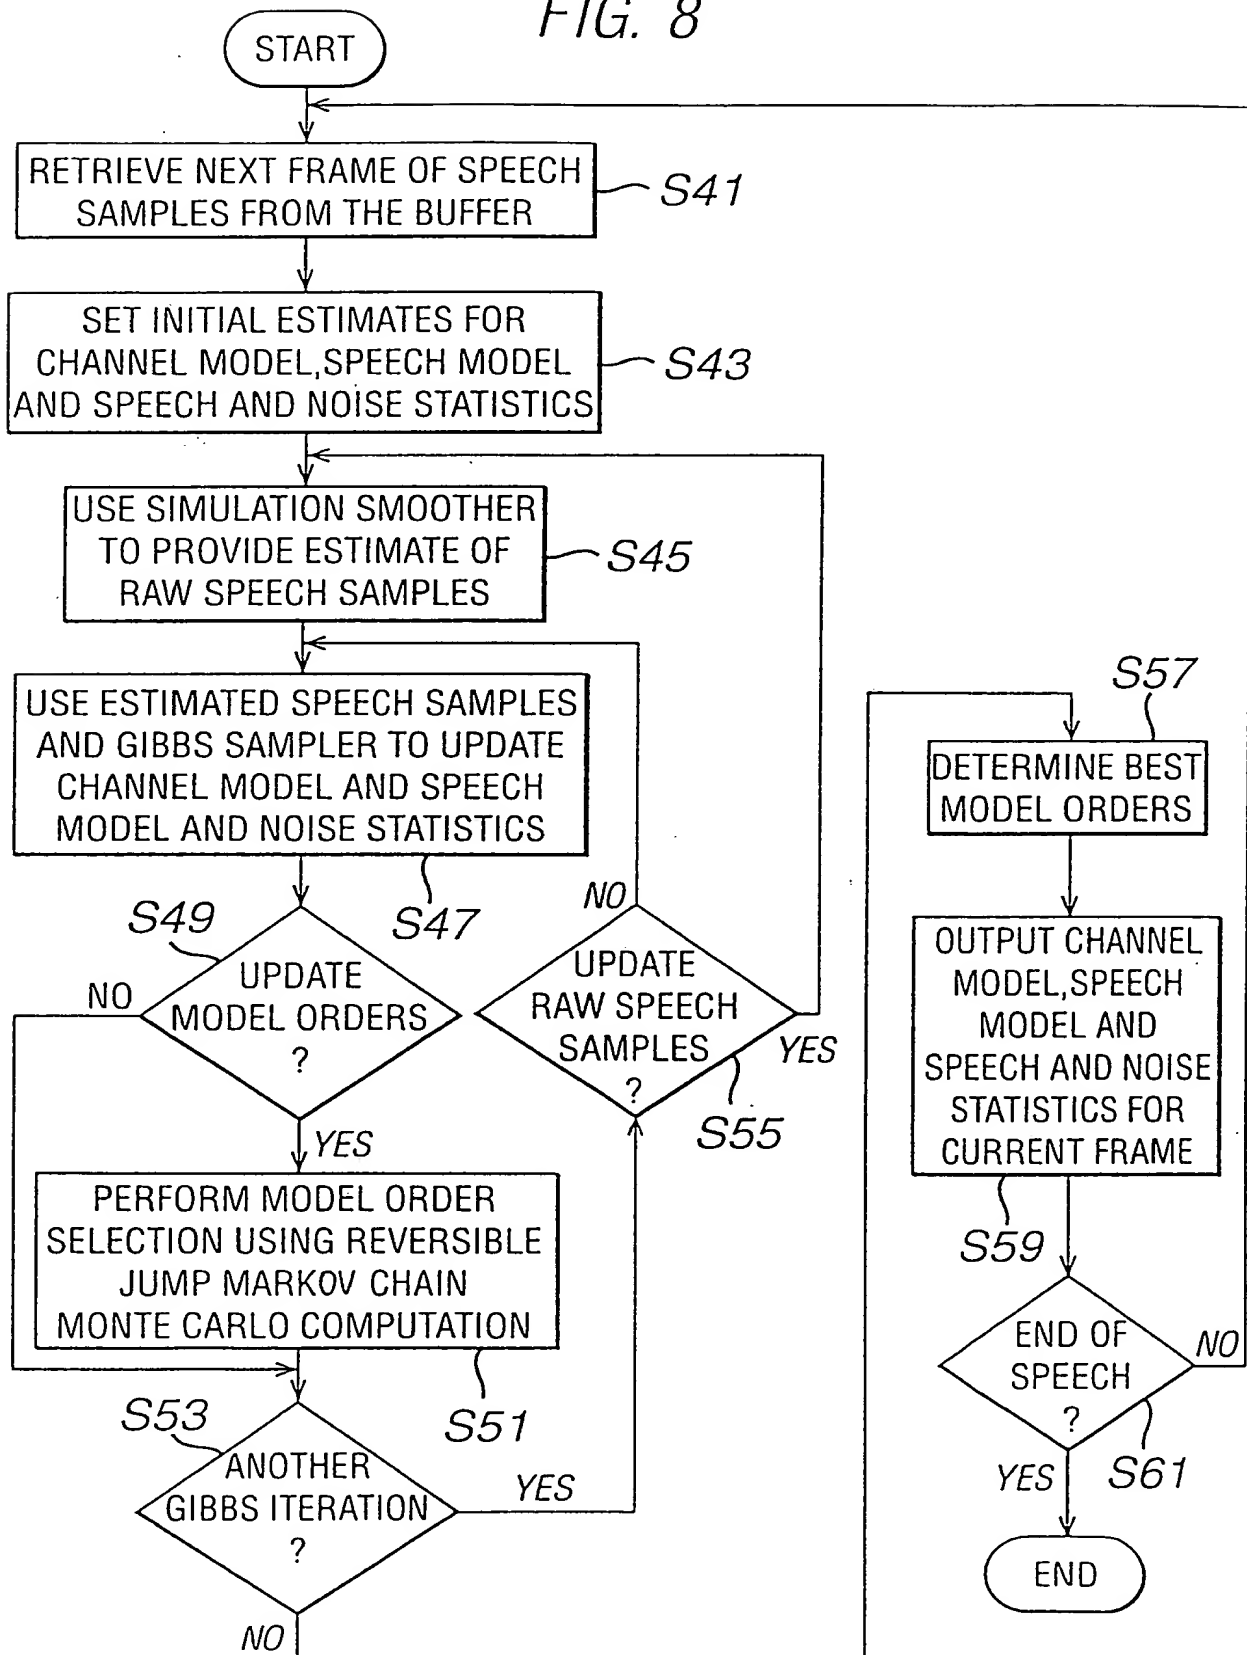 FIG. 8
START
RETRIEVE NEXT FRAME OF SPEECH
SAMPLES FROM THE BUFFER
S41
SET INITIAL ESTIMATES FOR
CHANNEL MODEL,SPEECH MODEL
AND SPEECH AND NOISE STATISTICS
S43
USE SIMULATION SMOOTHER
TO PROVIDE ESTIMATE OF
RAW SPEECH SAMPLES
S45
USE ESTIMATED SPEECH SAMPLES
AND GIBBS SAMPLER TO UPDATE
CHANNEL MODEL AND SPEECH
MODEL AND NOISE STATISTICS
S47
S49
UPDATE
MODEL ORDERS
?
NO
YES
PERFORM MODEL ORDER
SELECTION USING REVERSIBLE
JUMP MARKOV CHAIN
MONTE CARLO COMPUTATION
S51
S53
ANOTHER
GIBBS ITERATION
?
YES
NO
NO
UPDATE
RAW SPEECH
SAMPLES
?
YES
S55
S57
DETERMINE BEST
MODEL ORDERS
OUTPUT CHANNEL
MODEL,SPEECH
MODEL AND
SPEECH AND NOISE
STATISTICS FOR
CURRENT FRAME
S59
END OF
SPEECH
?
NO
S61
YES
END